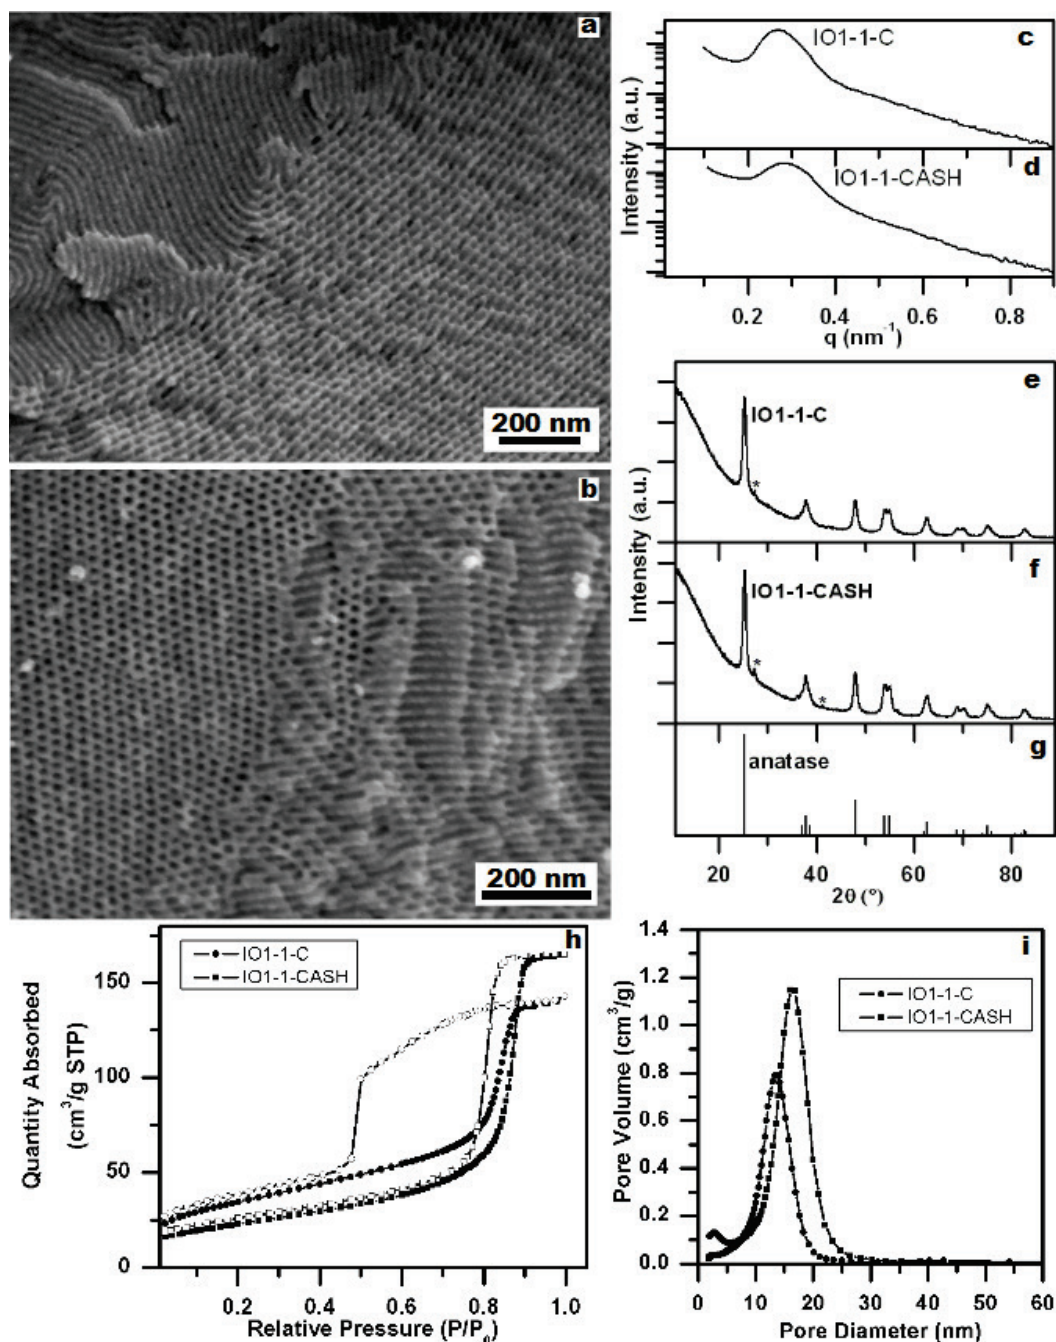 a
200 nm
b
200 nm
c
IO1-1-C
d
IO1-1-CASH
Intensity (a.u.)
0.2 0.4 0.6 0.8
q (nm⁻¹)
e
IO1-1-C
*
f
IO1-1-CASH
*
*
Intensity (a.u.)
g
anatase
20 40 60 80
2θ (°)
h
IO1-1-C
IO1-1-CASH
Quantity Absorbed
(cm³/g STP)
150
100
50
0
0.2 0.4 0.6 0.8 1.0
Relative Pressure (P/P₀)
i
IO1-1-C
IO1-1-CASH
Pore Volume (cm³/g)
1.4
1.2
1.0
0.8
0.6
0.4
0.2
0.0
0 10 20 30 40 50 60
Pore Diameter (nm)